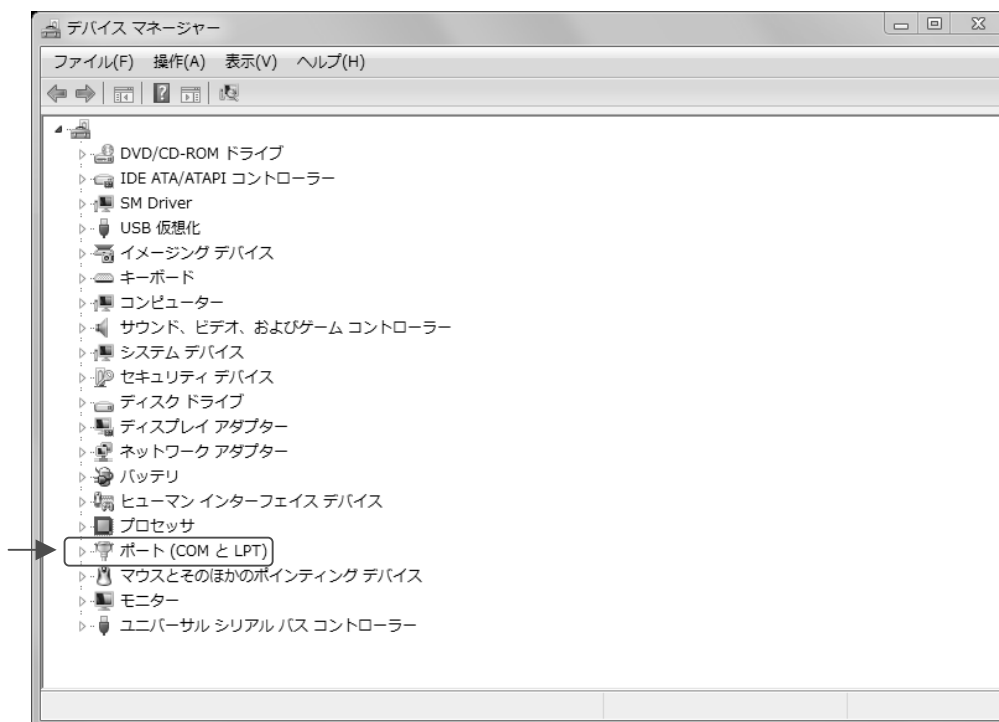 デバイス マネージャー
ファイル(F) 操作(A) 表示(V) ヘルプ(H)
DVD/CD-ROM ドライブ
IDE ATA/ATAPI コントローラー
SM Driver
USB 仮想化
イメージング デバイス
キーボード
コンピューター
サウンド、ビデオ、およびゲーム コントローラー
システム デバイス
セキュリティ デバイス
ディスク ドライブ
ディスプレイ アダプター
ネットワーク アダプター
バッテリ
ヒューマン インターフェイス デバイス
プロセッサ
ポート (COM と LPT)
マウスとそのほかのポインティング デバイス
モニター
ユニバーサル シリアル バス コントローラー